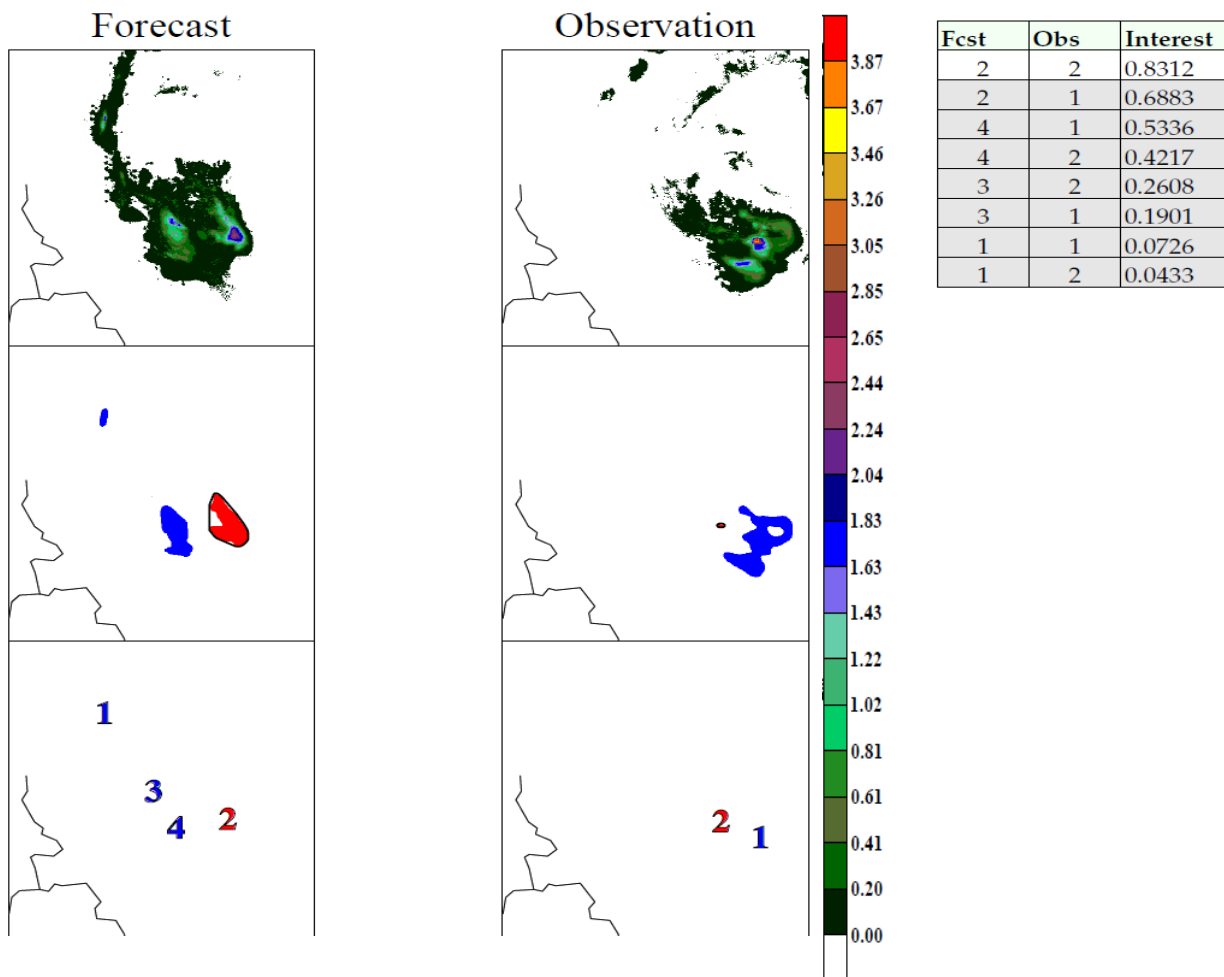 Forecast
Observation
3.87
3.67
3.46
3.26
3.05
2.85
2.65
2.44
2.24
2.04
1.83
1.63
1.43
1.22
1.02
0.81
0.61
0.41
0.20
0.00
Fcst Obs Interest
2 2 0.8312
2 1 0.6883
4 1 0.5336
4 2 0.4217
3 2 0.2608
3 1 0.1901
1 1 0.0726
1 2 0.0433
1
3
4 2
2
1